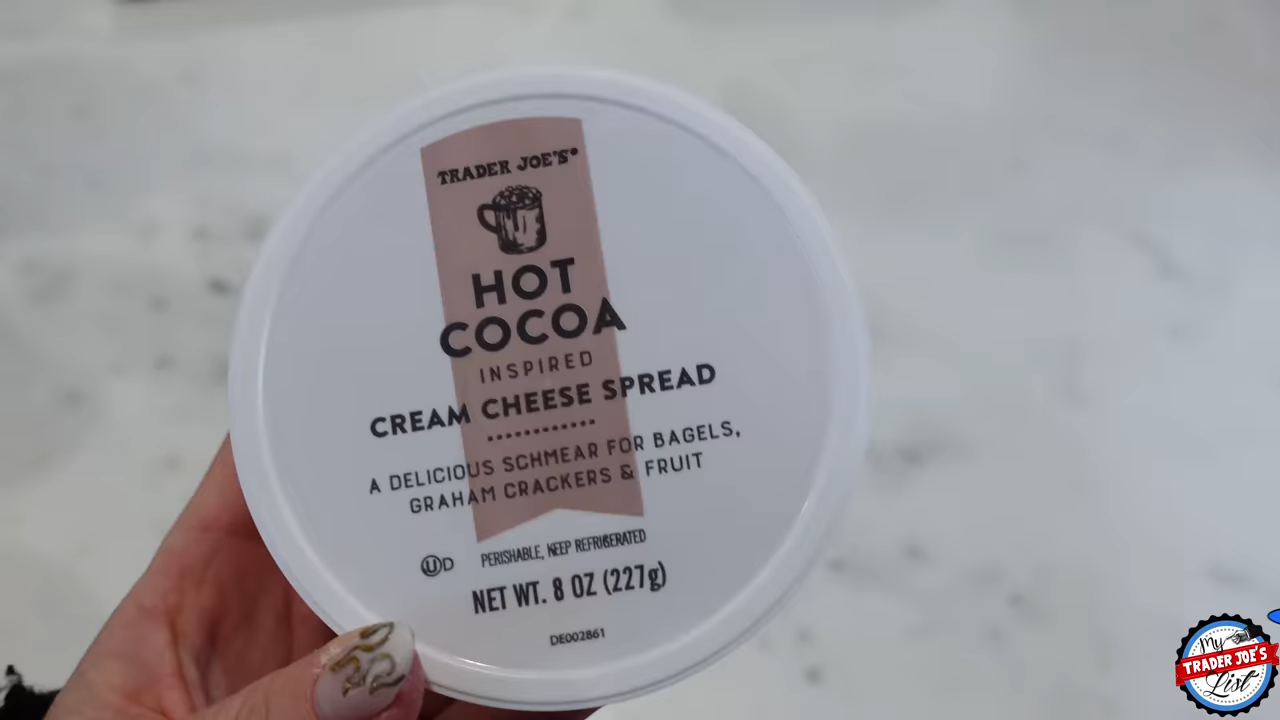 TRADER JOE'S
HOT
COCOA
INSPIRED
CREAM CHEESE SPREAD
A DELICIOUS SCHMEAR FOR BAGELS,
GRAHAM CRACKERS & FRUIT
UD PERISHABLE, KEEP REFRIGERATED
NET WT. 8 OZ (227g)
DE002861
My
TRADER JOE'S
List